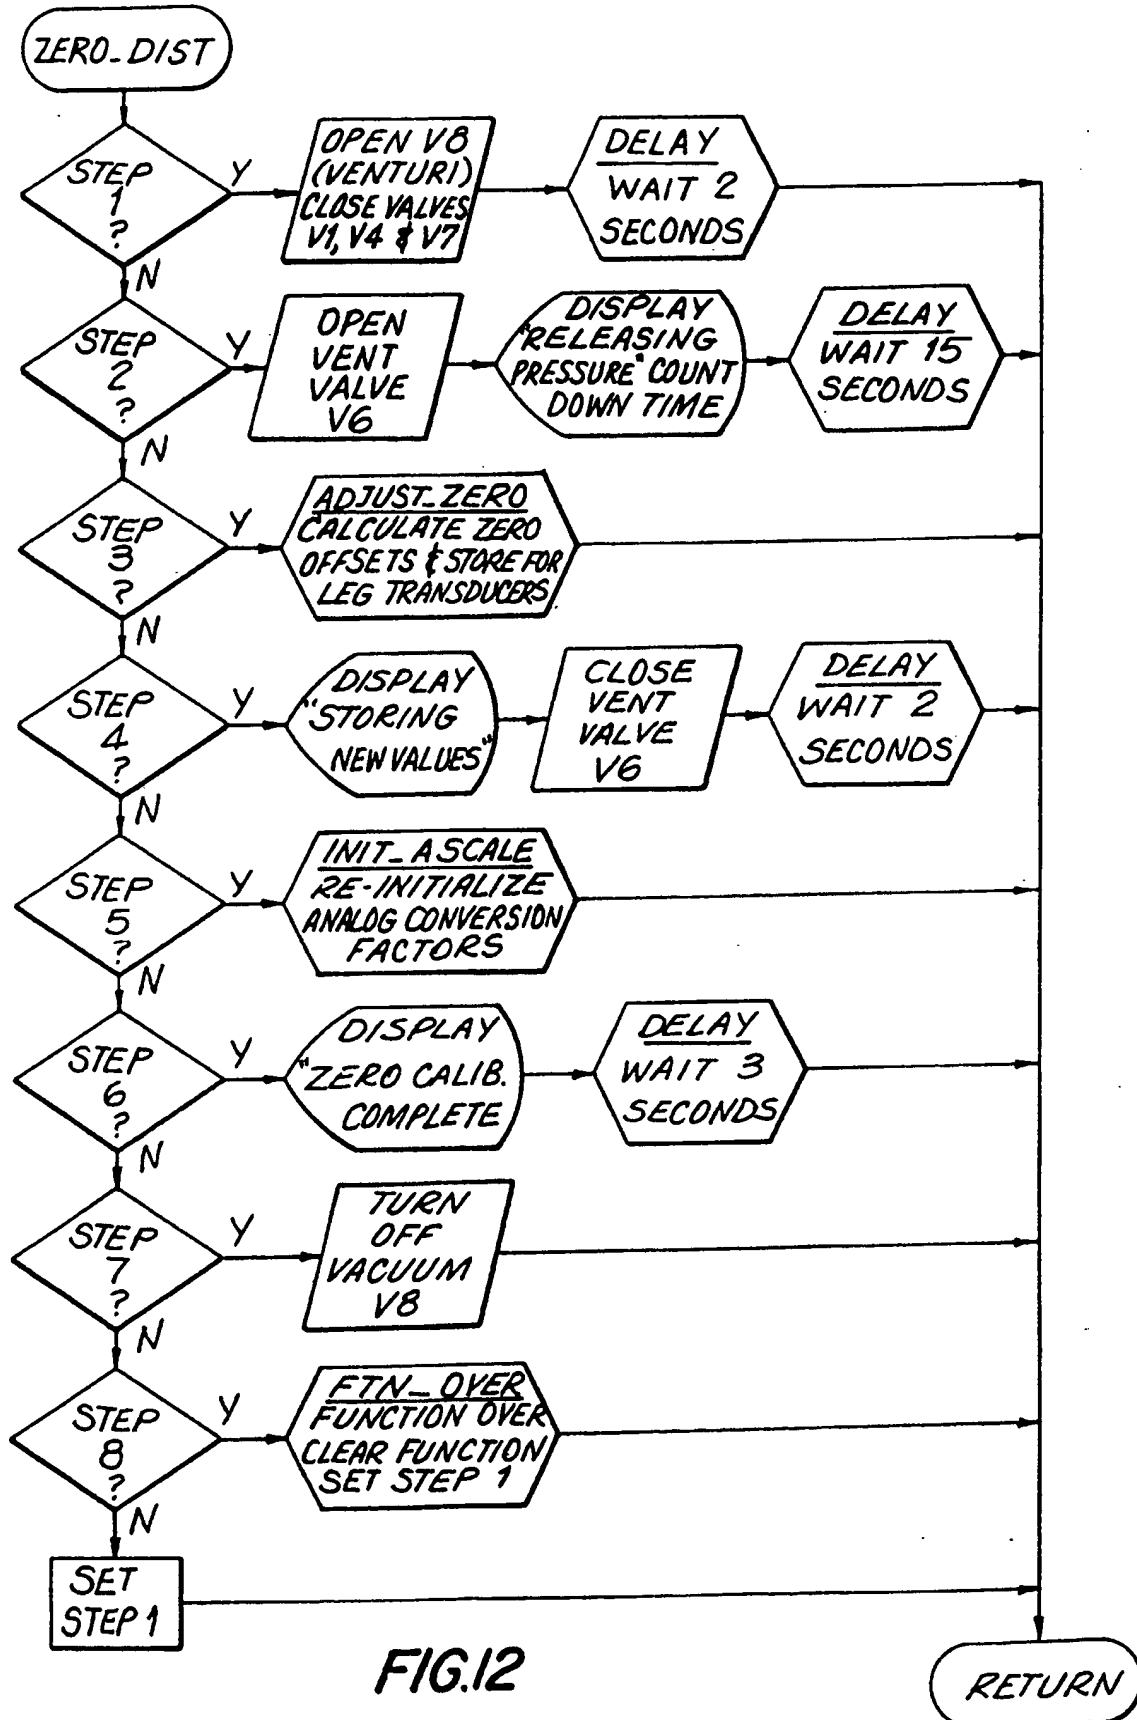 ZERO_DIST
STEP
1
?
Y
OPEN V8
(VENTURI)
CLOSE VALVES
V1, V4 & V7
DELAY
WAIT 2
SECONDS
N
STEP
2
?
Y
OPEN
VENT
VALVE
V6
DISPLAY
"RELEASING
PRESSURE" COUNT
DOWN TIME
DELAY
WAIT 15
SECONDS
N
STEP
3
?
Y
ADJUST_ZERO
CALCULATE ZERO
OFFSETS & STORE FOR
LEG TRANSDUCERS
N
STEP
4
?
Y
DISPLAY
"STORING
NEW VALUES"
CLOSE
VENT
VALVE
V6
DELAY
WAIT 2
SECONDS
N
STEP
5
?
Y
INIT_ASCALE
RE-INITIALIZE
ANALOG CONVERSION
FACTORS
N
STEP
6
?
Y
DISPLAY
"ZERO CALIB.
COMPLETE
DELAY
WAIT 3
SECONDS
N
STEP
7
?
Y
TURN
OFF
VACUUM
V8
N
STEP
8
?
Y
FTN_OVER
FUNCTION OVER
CLEAR FUNCTION
SET STEP 1
N
SET
STEP 1
RETURN
FIG.12